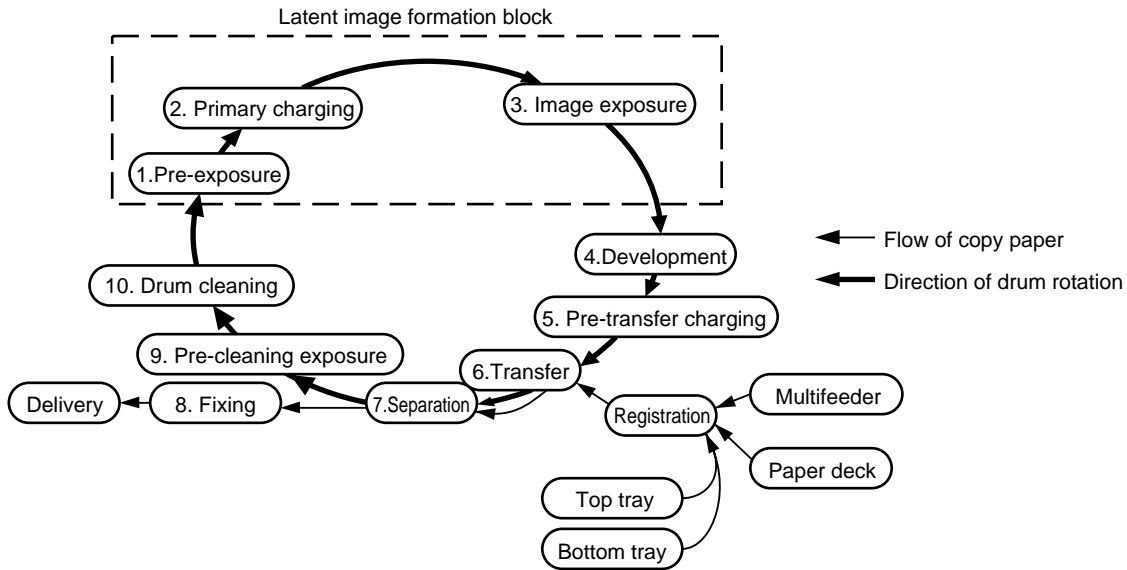 Latent image formation block
2. Primary charging
3. Image exposure
1.Pre-exposure
4.Development
Flow of copy paper
10. Drum cleaning
Direction of drum rotation
5. Pre-transfer charging
9. Pre-cleaning exposure
6.Transfer
Delivery
8. Fixing
7.Separation
Registration
Multifeeder
Paper deck
Top tray
Bottom tray